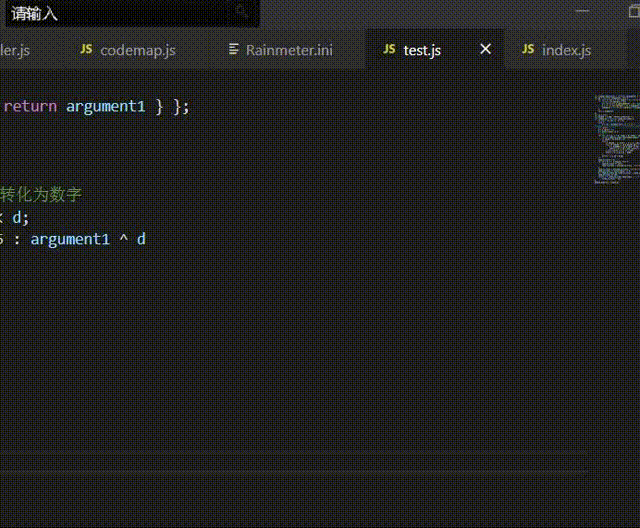 请输入
ler.js JS codemap.js Rainmeter.ini JS test.js JS index.js
return argument1 } };
转化为数字
d;
: argument1 ^ d